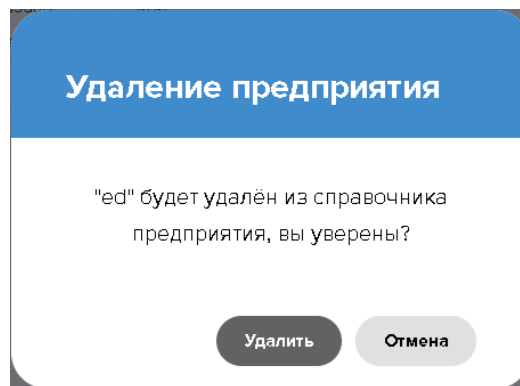 Удаление предприятия
"ed" будет удалён из справочника
предприятия, вы уверены?
Удалить Отмена